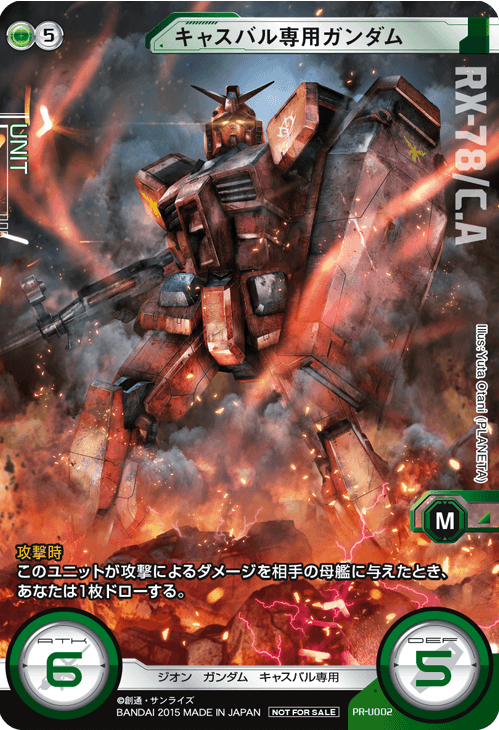 5
キャスバル専用ガンダム
UNIT
RX-78/C.A
Illus:Yuta Otani (PLANETA)
M
攻撃時
このユニットが攻撃によるダメージを相手の母艦に与えたとき、
あなたは1枚ドローする。
ATK
6
DEF
5
ジオン ガンダム キャスバル専用
©創通・サンライズ
BANDAI 2015 MADE IN JAPAN NOT FOR SALE PR-U002